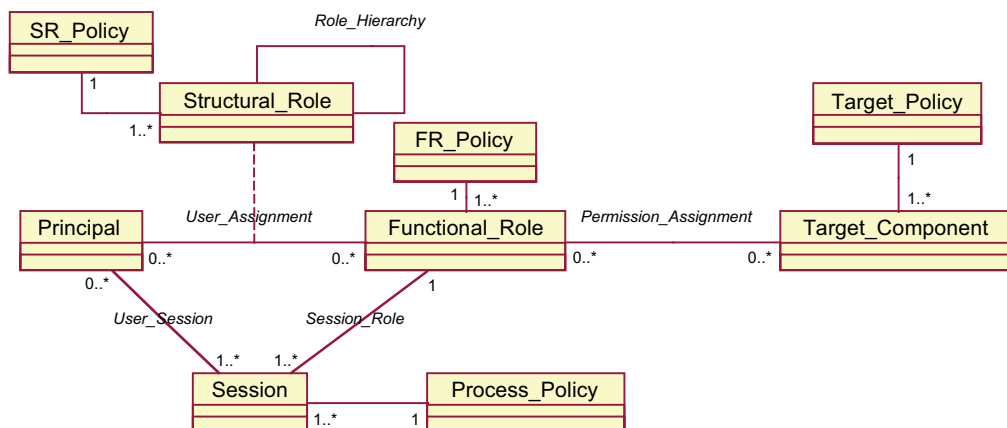 Role_Hierarchy
SR_Policy
1
1..*
Structural_Role
Target_Policy
1
1..*
FR_Policy
1
1..*
Principal
User_Assignment
0..*
0..*
Functional_Role
Permission_Assignment
0..*
0..*
Target_Component
0..*
1
User_Session
Session_Role
1..*
1..*
Session
1..*
1
Process_Policy